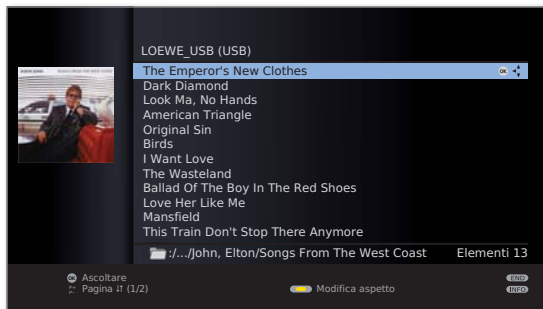 LOEWE_USB (USB)
The Emperor's New Clothes
OK
Dark Diamond
Look Ma, No Hands
American Triangle
Original Sin
Birds
I Want Love
The Wasteland
Ballad Of The Boy In The Red Shoes
Love Her Like Me
Mansfield
This Train Don't Stop There Anymore
:/.../John, Elton/Songs From The West Coast Elementi 13
OK Ascoltare END
Pagina (1/2) Modifica aspetto INFO